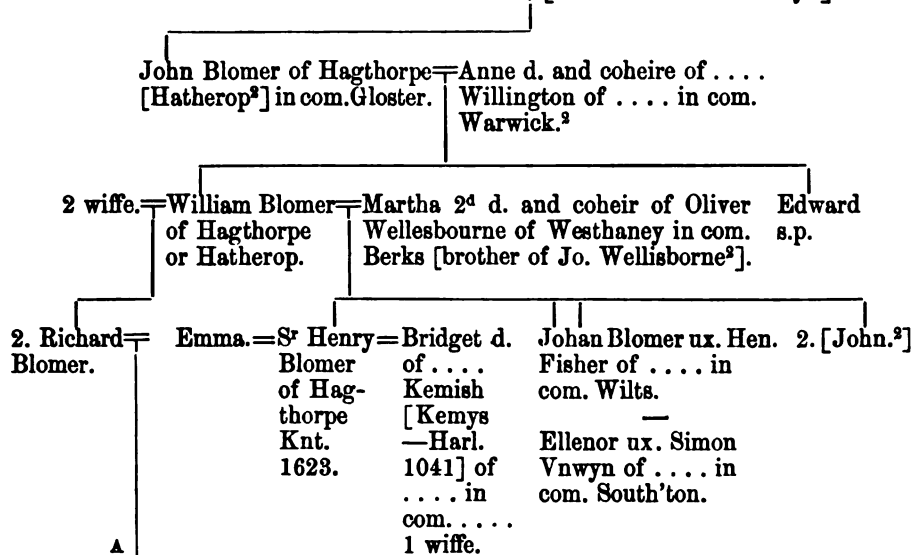 John Blomer of Hagthorpe=Anne d. and coheire of . . . .
[Hatherop²] in com. Gloster. Willington of . . . . in com.
Warwick.²
2 wiffe.=William Blomer=Martha 2ᵈ d. and coheir of Oliver Edward
of Hagthorpe Wellesbourne of Westhaney in com. s.p.
or Hatherop. Berks [brother of Jo. Wellisborne²].
2. Richard= Emma.=Sʳ Henry=Bridget d. Johan Blomer ux. Hen. 2. [John.²]
Blomer. Blomer of . . . . Fisher of . . . . in
of Hag- Kemish com. Wilts.
thorpe [Kemys —
Knt. —Harl. Ellenor ux. Simon
1623. 1041] of Vnwyn of . . . . in
. . . . in com. South'ton.
com. . . . .
A 1 wiffe.